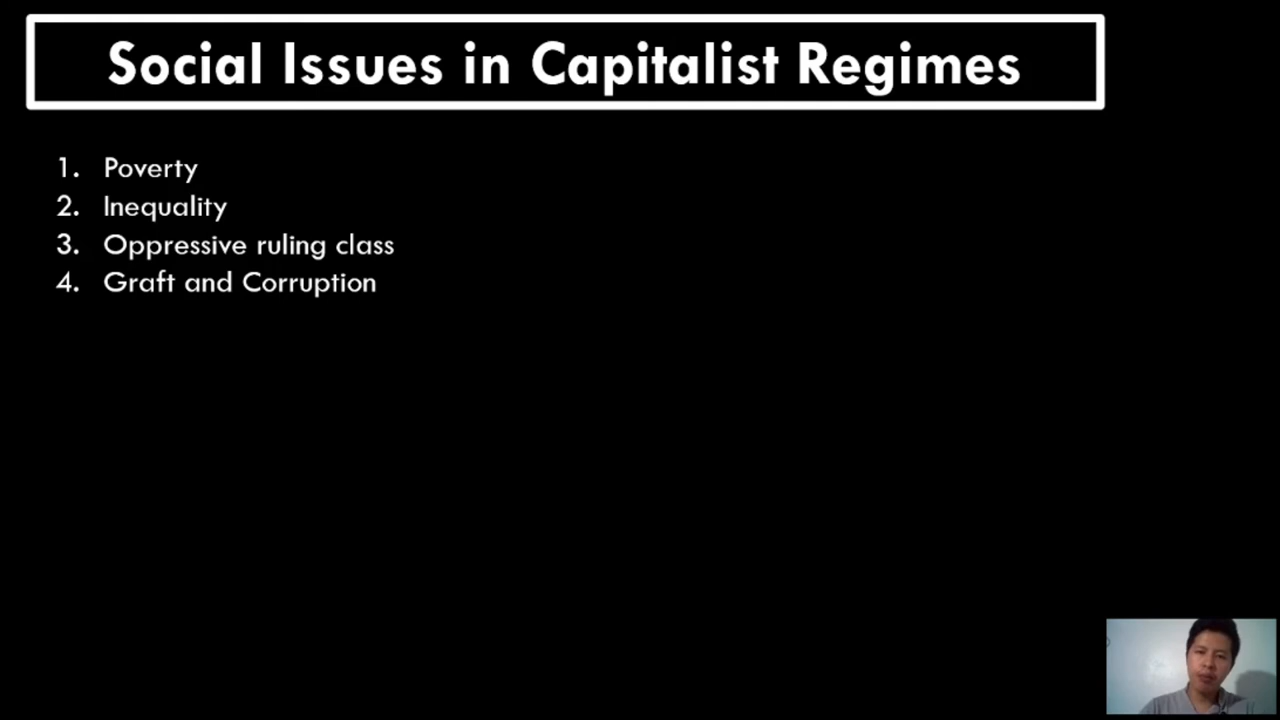 Social Issues in Capitalist Regimes
1. Poverty
2. Inequality
3. Oppressive ruling class
4. Graft and Corruption